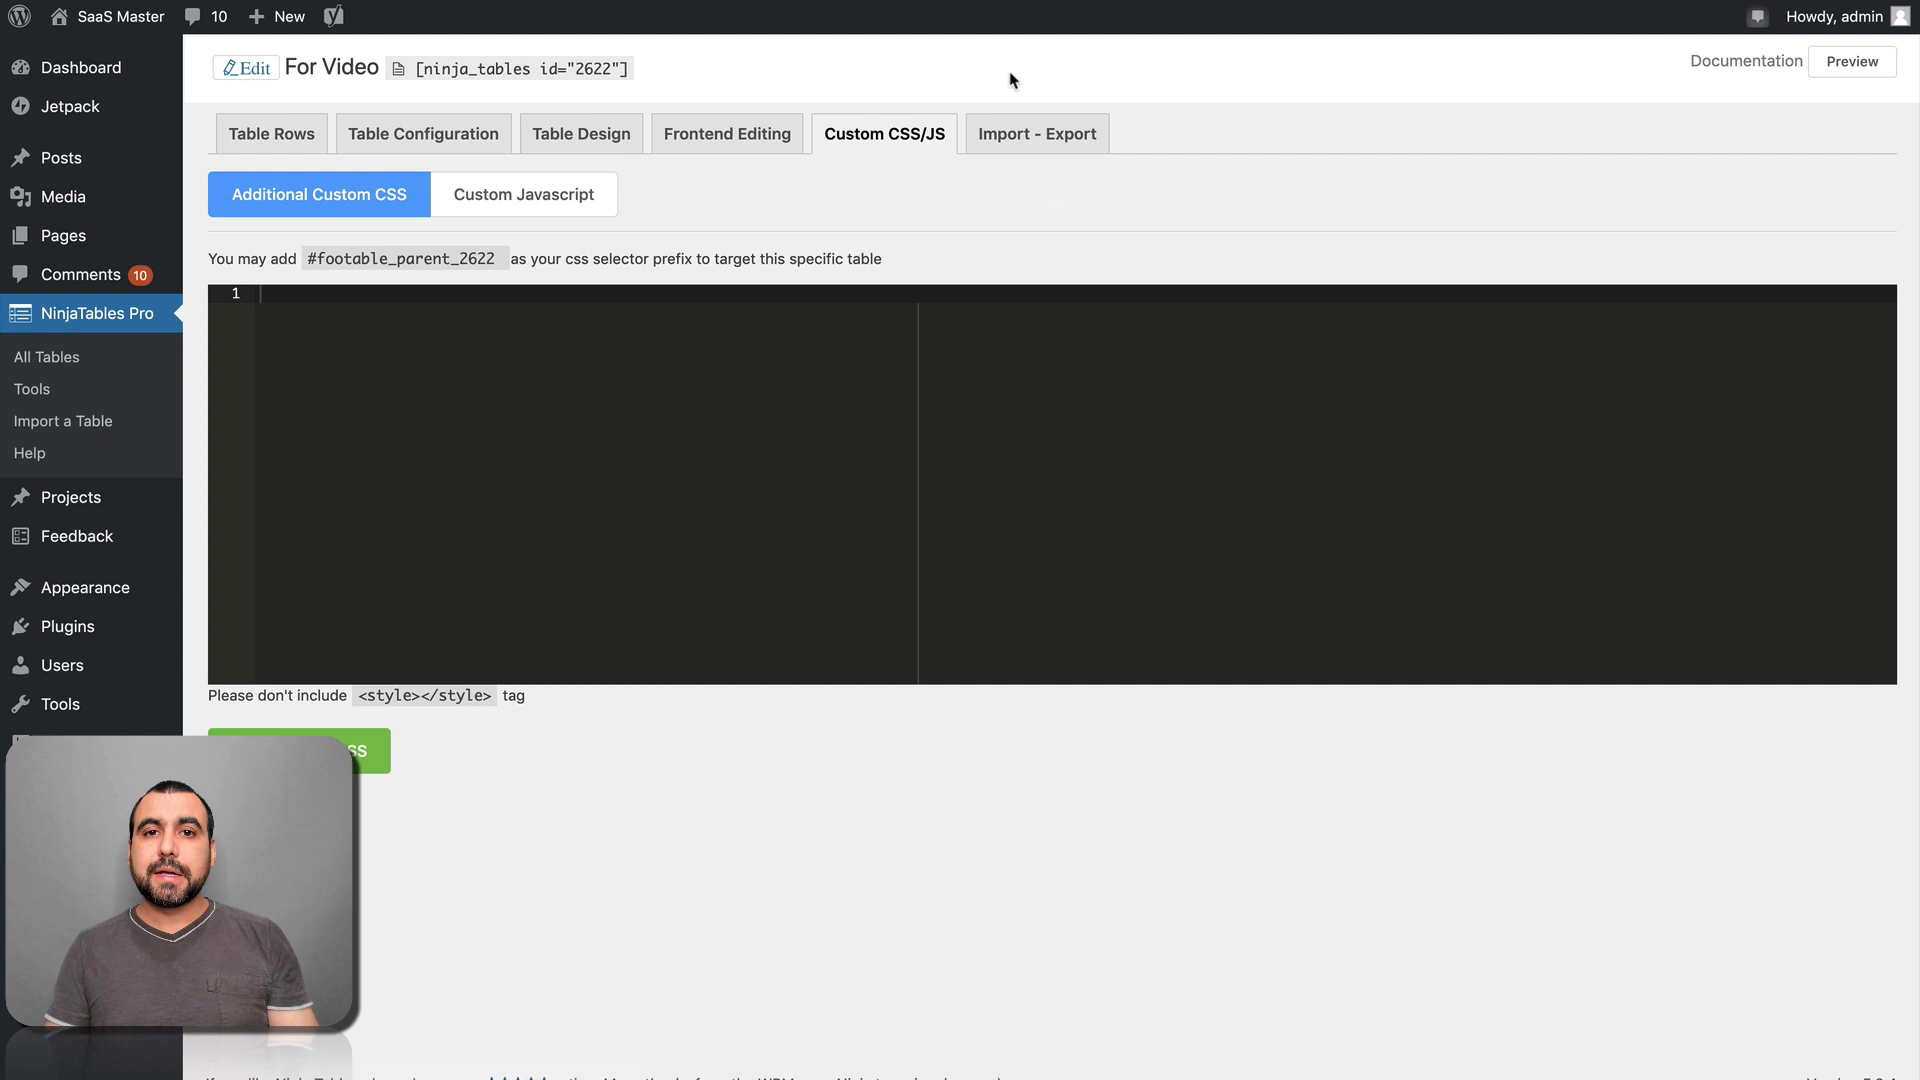 SaaS Master 10 New Howdy, admin
Dashboard
Jetpack
Posts
Media
Pages
Comments 10
NinjaTables Pro
All Tables
Tools
Import a Table
Help
Projects
Feedback
Appearance
Plugins
Users
Tools
Edit For Video [ninja_tables id="2622"] Documentation Preview
Table Rows Table Configuration Table Design Frontend Editing Custom CSS/JS Import - Export
Additional Custom CSS Custom Javascript
You may add #footable_parent_2622 as your css selector prefix to target this specific table
1
Please don't include <style></style> tag
SS